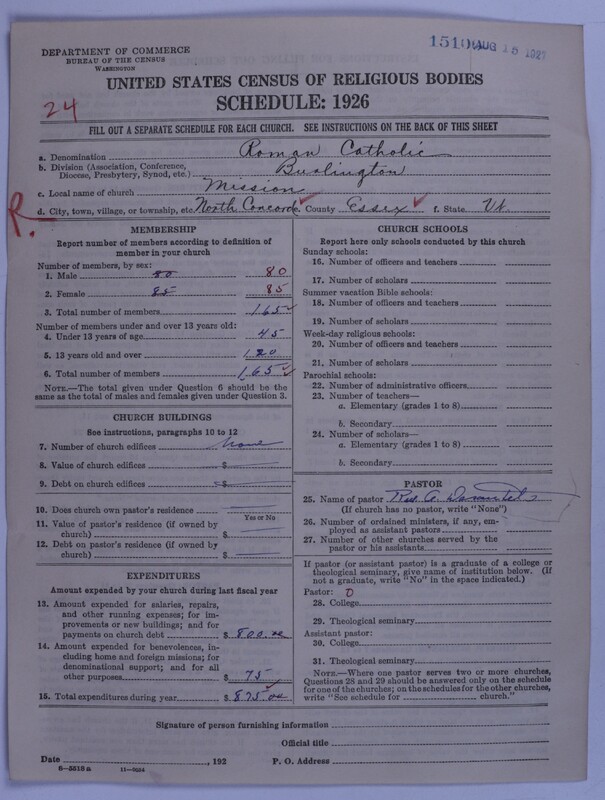 1510 AUG 15 1927
DEPARTMENT OF COMMERCE
BUREAU OF THE CENSUS
WASHINGTON
UNITED STATES CENSUS OF RELIGIOUS BODIES
SCHEDULE: 1926
24
FILL OUT A SEPARATE SCHEDULE FOR EACH CHURCH. SEE INSTRUCTIONS ON THE BACK OF THIS SHEET
a. Denomination Roman Catholic
b. Division (Association, Conference, Diocese, Presbytery, Synod, etc.) Burlington
c. Local name of church Mission
R.
d. City, town, village, or township, etc. North Concord e. County Essex f. State Vt.
MEMBERSHIP
Report number of members according to definition of
member in your church
Number of members, by sex:
1. Male 80 80
2. Female 85 85
3. Total number of members 165
Number of members under and over 13 years old:
4. Under 13 years of age 45
5. 13 years old and over 120
6. Total number of members 165
NOTE.—The total given under Question 6 should be
same as the total of males and females given under Question 3.
CHURCH BUILDINGS
See instructions, paragraphs 10 to 12
7. Number of church edifices None
8. Value of church edifices $
9. Debt on church edifices $
10. Does church own pastor's residence
Yes or No
11. Value of pastor's residence (if owned by
church) $
12. Debt on pastor's residence (if owned by
church) $
EXPENDITURES
Amount expended by your church during last fiscal year
13. Amount expended for salaries, repairs,
and other running expenses; for im-
provements or new buildings; and for
payments on church debt $ 800.00
14. Amount expended for benevolences, in-
cluding home and foreign missions; for
denominational support; and for all
other purposes $ 75
15. Total expenditures during year $ 875.00
CHURCH SCHOOLS
Report here only schools conducted by this church
Sunday schools:
16. Number of officers and teachers
17. Number of scholars
Summer vacation Bible schools:
18. Number of officers and teachers
19. Number of scholars
Week-day religious schools:
20. Number of officers and teachers
21. Number of scholars
Parochial schools:
22. Number of administrative officers
23. Number of teachers—
a. Elementary (grades 1 to 8)
b. Secondary
24. Number of scholars—
a. Elementary (grades 1 to 8)
b. Secondary
PASTOR
25. Name of pastor Rev. A.
(If church has no pastor, write "None")
26. Number of ordained ministers, if any, em-
ployed as assistant pastors
27. Number of other churches served by the
pastor or his assistants
If pastor (or assistant pastor) is a graduate of a college or
theological seminary, give name of institution below. (If
not a graduate, write "No" in the space indicated.)
Pastor: 0
28. College
29. Theological seminary
Assistant pastor:
30. College
31. Theological seminary
NOTE.—Where one pastor serves two or more churches,
Questions 28 and 29 should be answered only on the schedule
for one of the churches; on the schedules for the other churches,
write "See schedule for church."
Signature of person furnishing information
Official title
Date , 192 P. O. Address
6—5518a 11—9054